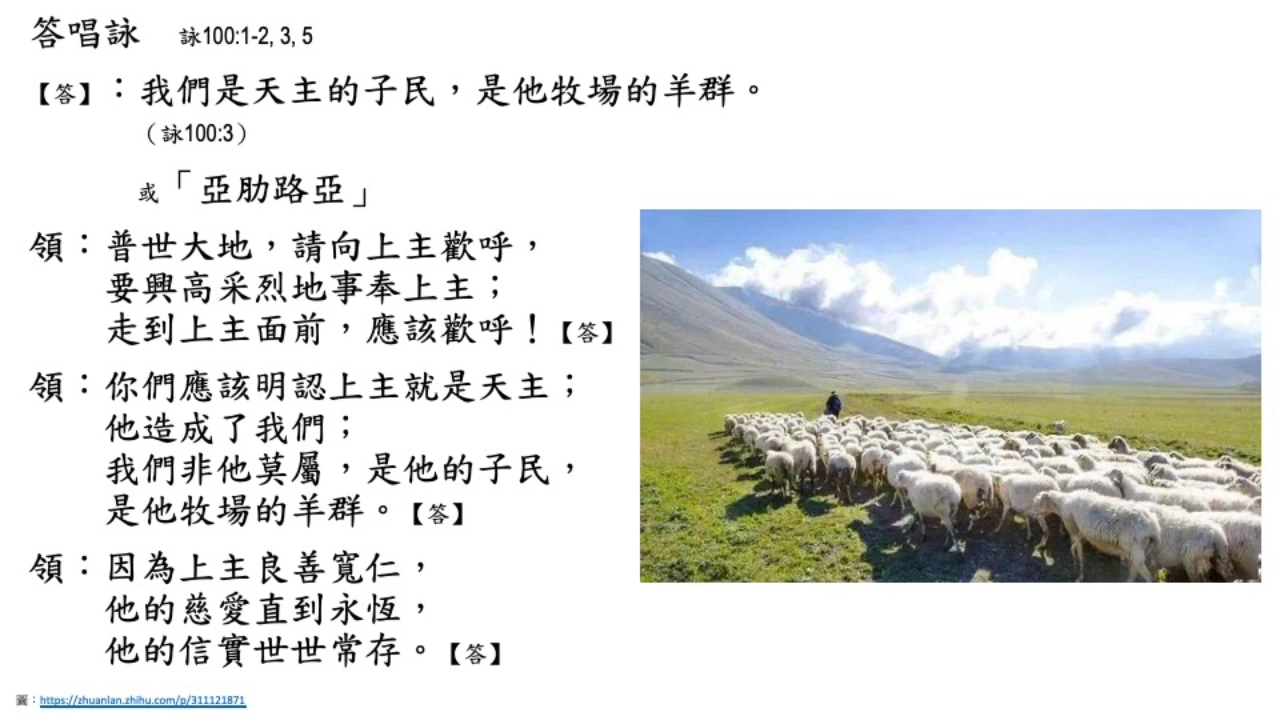 答唱詠 詠100:1-2, 3, 5
【答】：我們是天主的子民，是他牧場的羊群。
（詠100:3）
或「亞肋路亞」
領：普世大地，請向上主歡呼，
要興高采烈地事奉上主；
走到上主面前，應該歡呼！【答】
領：你們應該明認上主就是天主；
他造成了我們；
我們非他莫屬，是他的子民，
是他牧場的羊群。【答】
領：因為上主良善寬仁，
他的慈愛直到永恆，
他的信實世世常存。【答】
圖：https://zhuanlan.zhihu.com/p/311121871